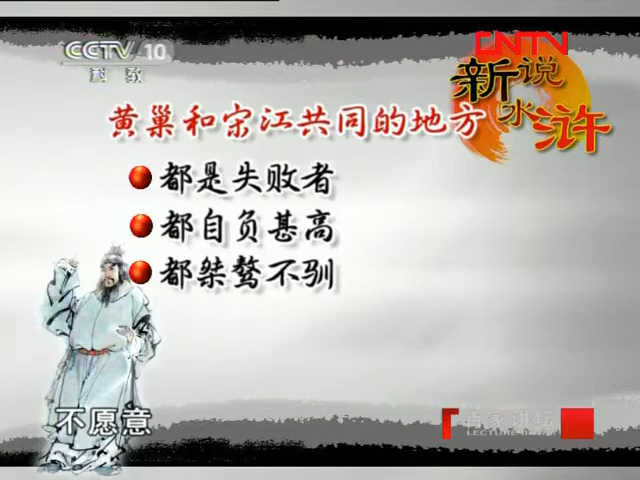 CCTV 10
科教
CNTV
新说
水浒
黄巢和宋江共同的地方
都是失败者
都自负甚高
都桀骜不驯
不愿意
百家讲坛